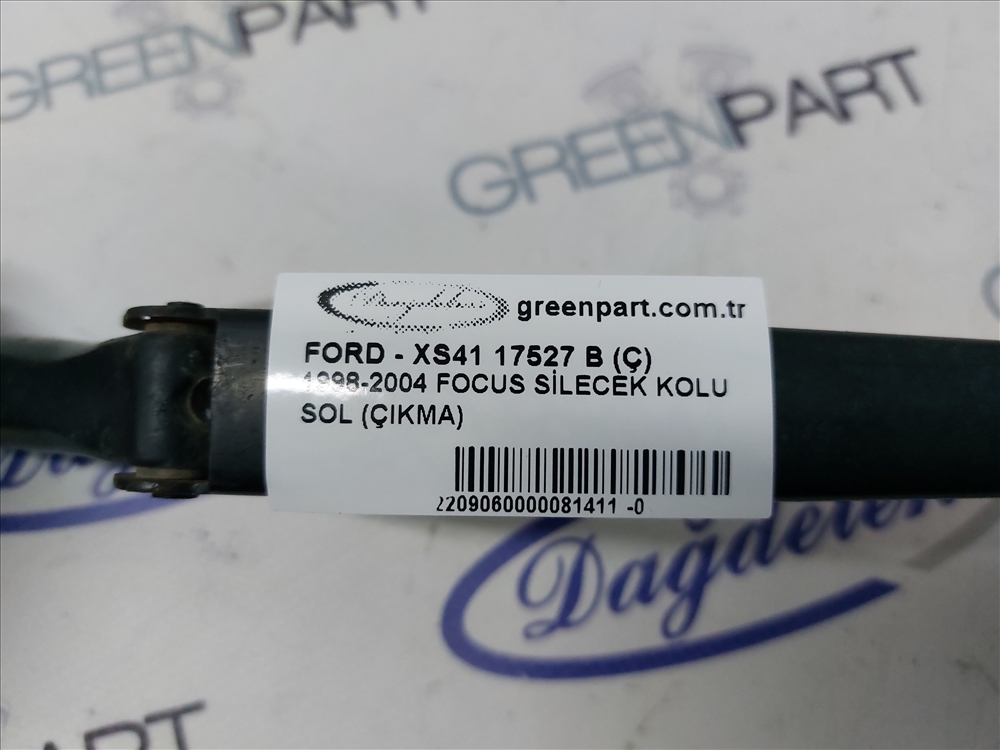 GREENPART
GREENPART
greenpart.com.tr
FORD - XS41 17527 B (Ç)
1998-2004 FOCUS SİLECEK KOLU
SOL (ÇIKMA)
2209060000081411 -0
Dağdelen
PART